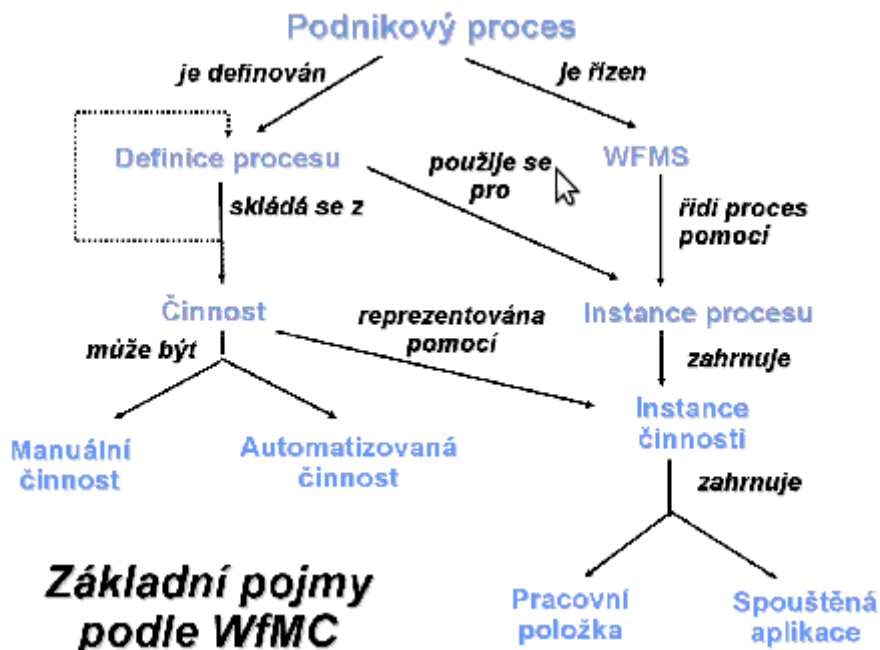 Podnikový proces
je definován
je řízen
Definice procesu
použije se
pro
WFMS
skládá se z
řídí proces
pomocí
Činnost
reprezentována
pomocí
Instance procesu
může být
zahrnuje
Instance
činnosti
Manuální
činnost
Automatizovaná
činnost
zahrnuje
Základní pojmy
podle WfMC
Pracovní
položka
Spouštěná
aplikace